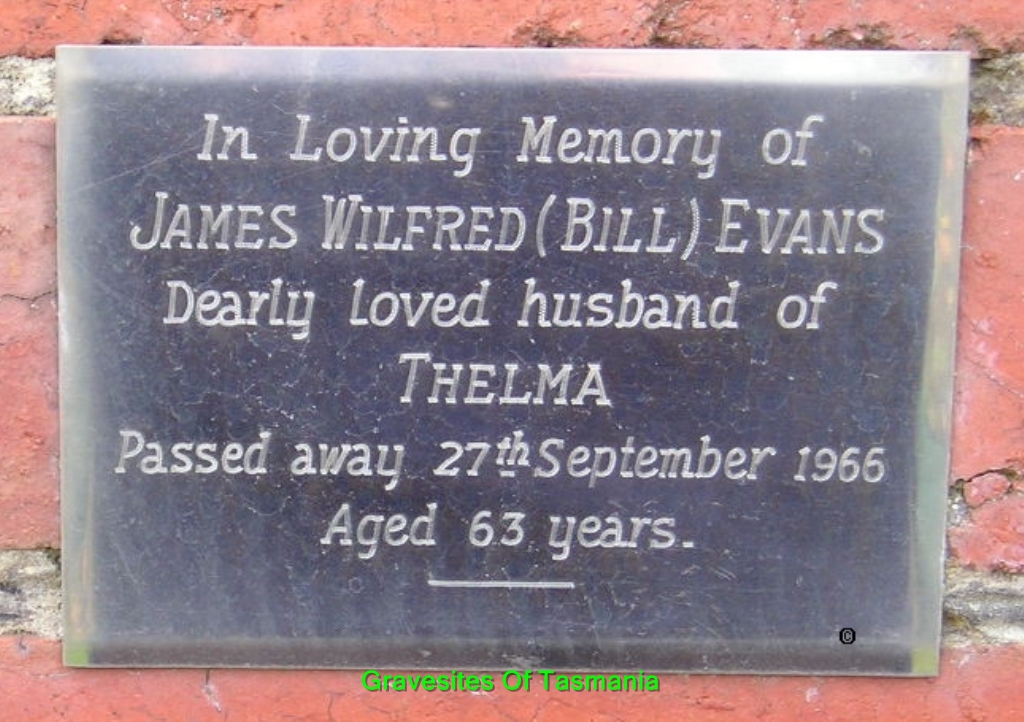 In Loving Memory of
JAMES WILFRED (BILL) EVANS
Dearly loved husband of
THELMA
Passed away 27th September 1966
Aged 63 years.
©
Gravesites Of Tasmania